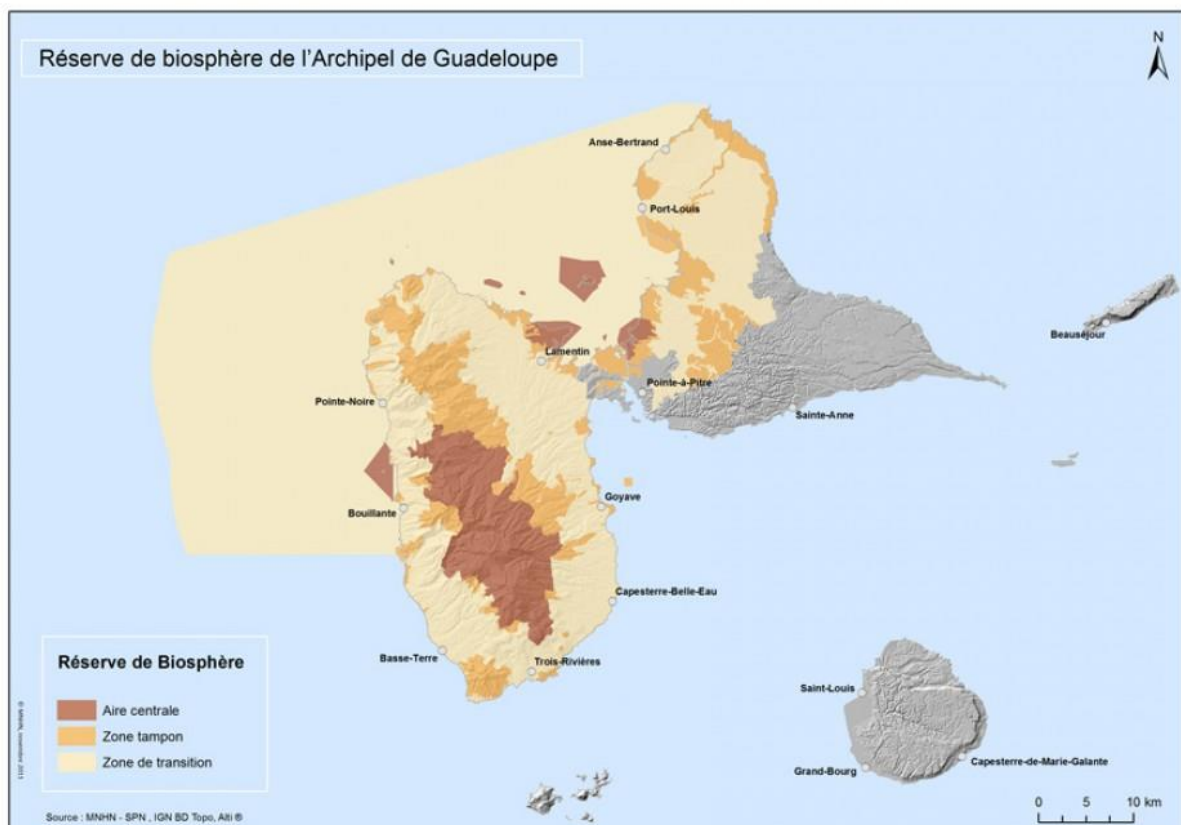 Réserve de biosphère de l'Archipel de Guadeloupe
N
Anse-Bertrand
Port-Louis
Beauséjour
Lamentin
Pointe-à-Pitre
Pointe-Noire
Sainte-Anne
Goyave
Bouillante
Capesterre-Belle-Eau
Basse-Terre
Trois-Rivières
Saint-Louis
Capesterre-de-Marie-Galante
Grand-Bourg
Réserve de Biosphère
Aire centrale
Zone tampon
Zone de transition
0 5 10 km
Source : MNHN - SPN , IGN BD Topo, Alti ®